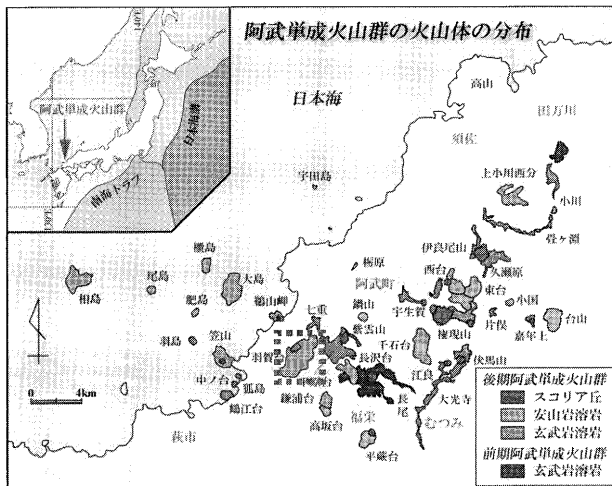 阿武単成火山群の火山体の分布
140°E
阿武単成火山群
日本海溝
南海トラフ
130°E
日本海
高山
田万川
須佐
宇田島
上小川西分
小川
畳ヶ淵
伊良尾山
久瀬原
西台
東台
栃原
阿武町
鍋山
宇生賀
小国
権現山
片俣
嘉年上
台山
櫃島
尾島
大島
相島
肥島
鶴山岬
七重
紫雲山
千石台
羽島
笠山
羽賀台
長沢台
江良
伏馬山
中ノ台
狐島
鶴江台
鎌浦台
長尾
大光寺
福栄
むつみ
高坂台
萩市
平蕨台
0 4km
後期阿武単成火山群
スコリア丘
安山岩溶岩
玄武岩溶岩
前期阿武単成火山群
玄武岩溶岩